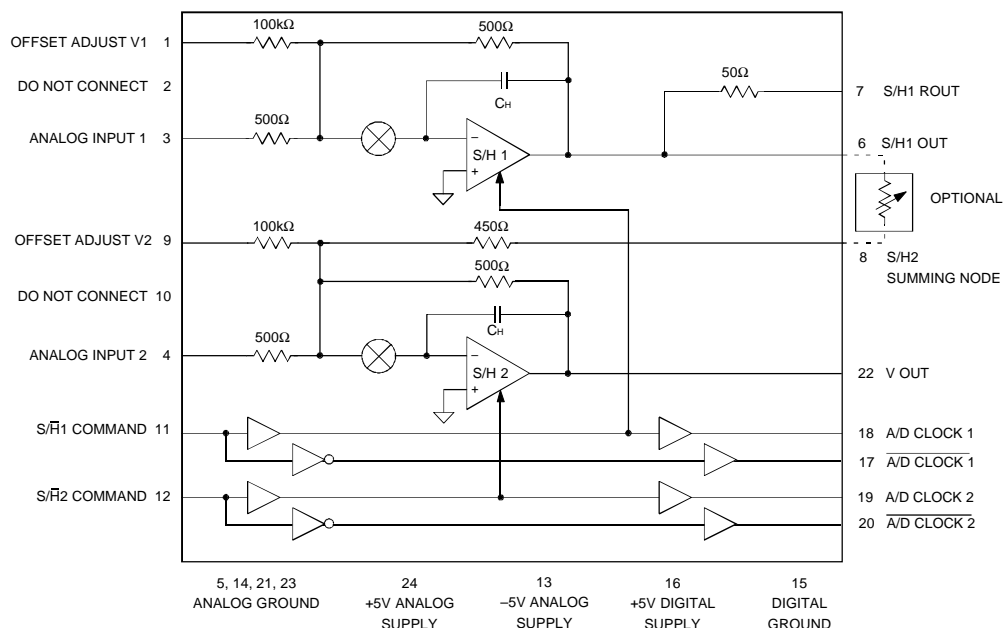 100kΩ
500Ω
OFFSET ADJUST V1 1
50Ω
DO NOT CONNECT 2
7 S/H1 ROUT
CH
500Ω
ANALOG INPUT 1 3
–
S/H 1
+
6 S/H1 OUT
OPTIONAL
100kΩ
450Ω
OFFSET ADJUST V2 9
8 S/H2
SUMMING NODE
500Ω
DO NOT CONNECT 10
CH
500Ω
ANALOG INPUT 2 4
–
S/H 2
+
22 V OUT
S/H̅1 COMMAND 11
18 A/D CLOCK 1
17 A/D CLOCK 1
S/H̅2 COMMAND 12
19 A/D CLOCK 2
20 A/D CLOCK 2
5, 14, 21, 23
ANALOG GROUND
24
+5V ANALOG
SUPPLY
13
–5V ANALOG
SUPPLY
16
+5V DIGITAL
SUPPLY
15
DIGITAL
GROUND